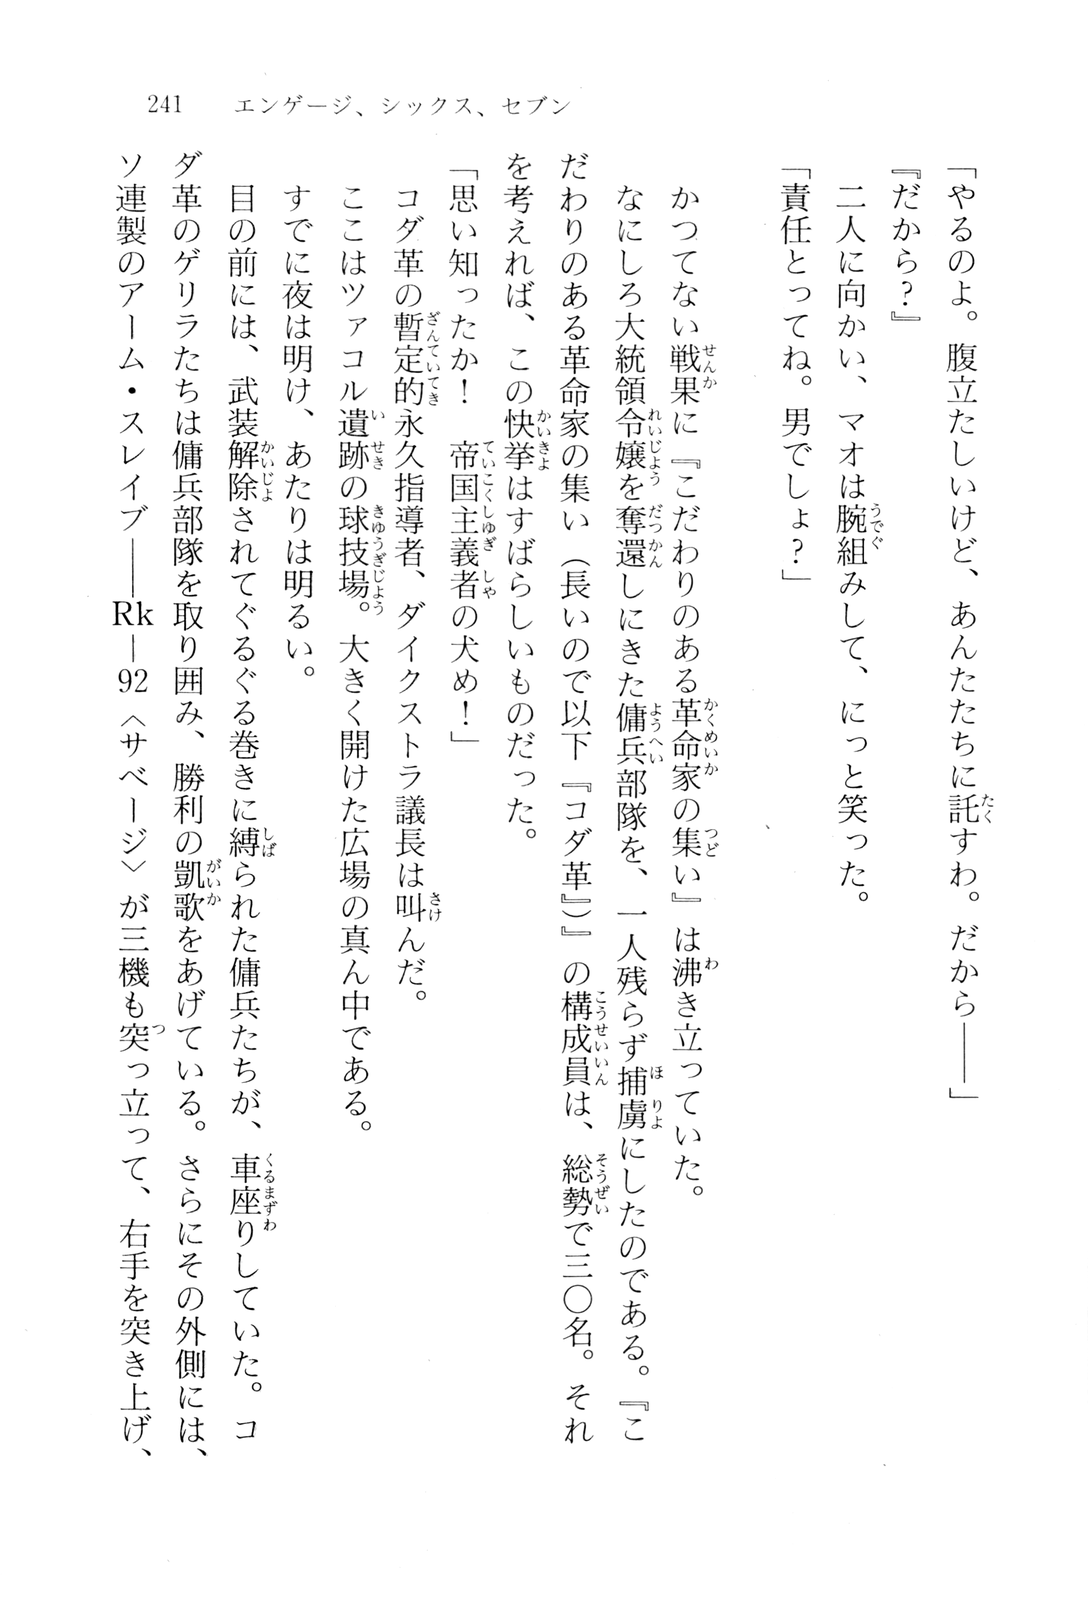 241　エンゲージ、シックス、セブン
「やるのよ。腹立たしいけど、あんたたちに託すわ。だから――」
『だから？』
　二人に向かい、マオは腕組みして、にっと笑った。
「責任とってね。男でしょ？」
　かつてない戦果に『こだわりのある革命家の集い』は沸き立っていた。
　なにしろ大統領令嬢を奪還しにきた傭兵部隊を、一人残らず捕虜にしたのである。『こ
だわりのある革命家の集い（長いので以下『コダ革』）』の構成員は、総勢で三〇名。それ
を考えれば、この快挙はすばらしいものだった。
「思い知ったか！　帝国主義者の犬め！」
　コダ革の暫定的永久指導者、ダイクストラ議長は叫んだ。
　ここはツァコル遺跡の球技場。大きく開けた広場の真ん中である。
　すでに夜は明け、あたりは明るい。
　目の前には、武装解除されてぐるぐる巻きに縛られた傭兵たちが、車座りしていた。コ
ダ革のゲリラたちは傭兵部隊を取り囲み、勝利の凱歌をあげている。さらにその外側には、
ソ連製のアーム・スレイブ――Rk―92〈サベージ〉が三機も突っ立って、右手を突き上げ、